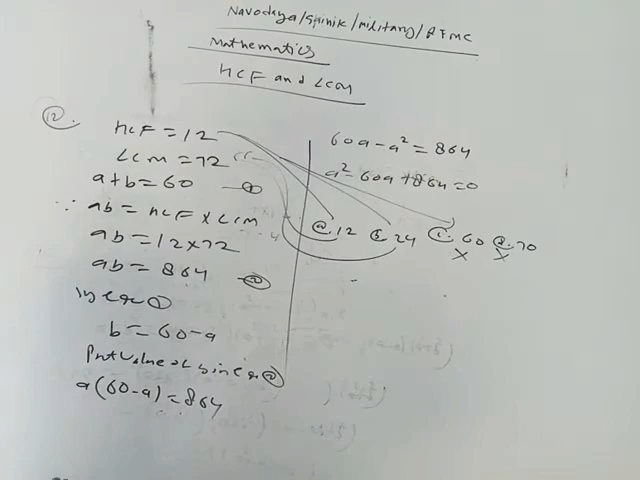 Navodaya/Sainik/military/RIMC
Mathematics
HCF and LCM
12.
HCF = 12
LCM = 72
a+b = 60 — ①
∵ ab = HCF × LCM
ab = 12×72
ab = 864 — ②
In eq ①
b = 60-a
Put value of b in eq ②
a(60-a) = 864
60a - a² = 864
a² - 60a + 864 = 0
ⓐ. 12 ⓑ. 24 ⓒ. 60 ⓓ. 70
× ×